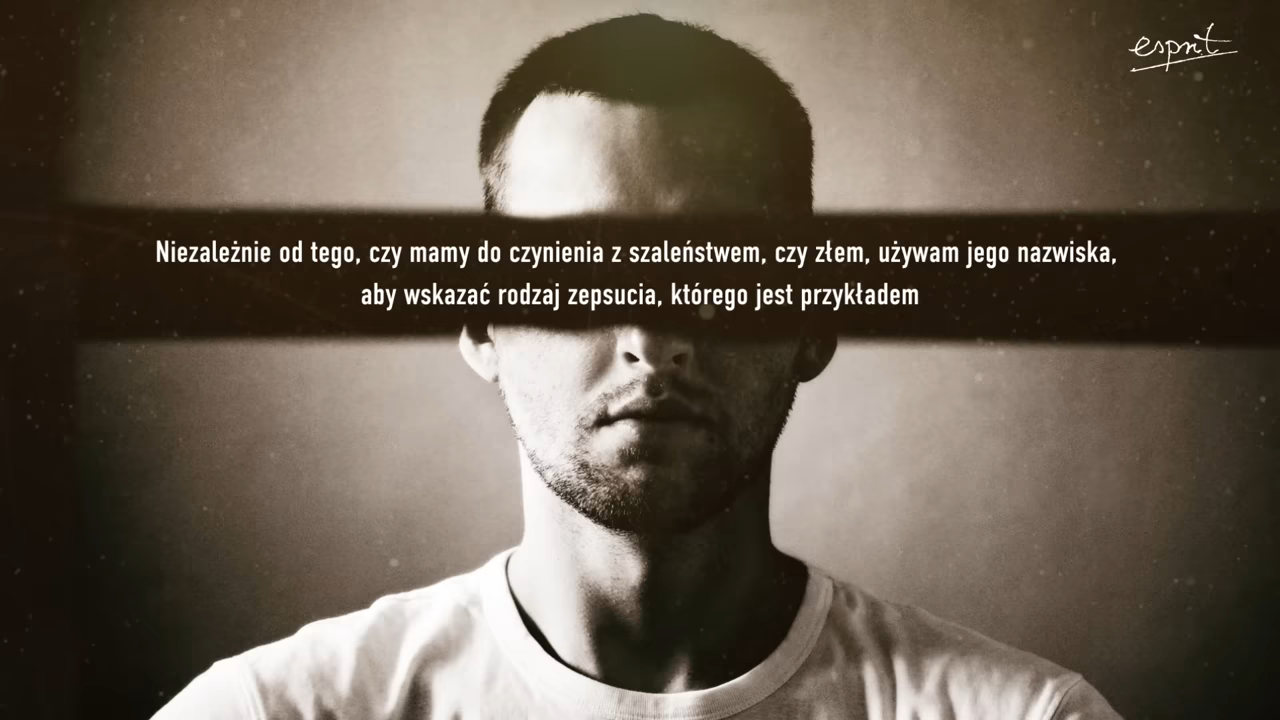 esprit
Niezależnie od tego, czy mamy do czynienia z szaleństwem, czy złem, używam jego nazwiska,
aby wskazać rodzaj zepsucia, którego jest przykładem